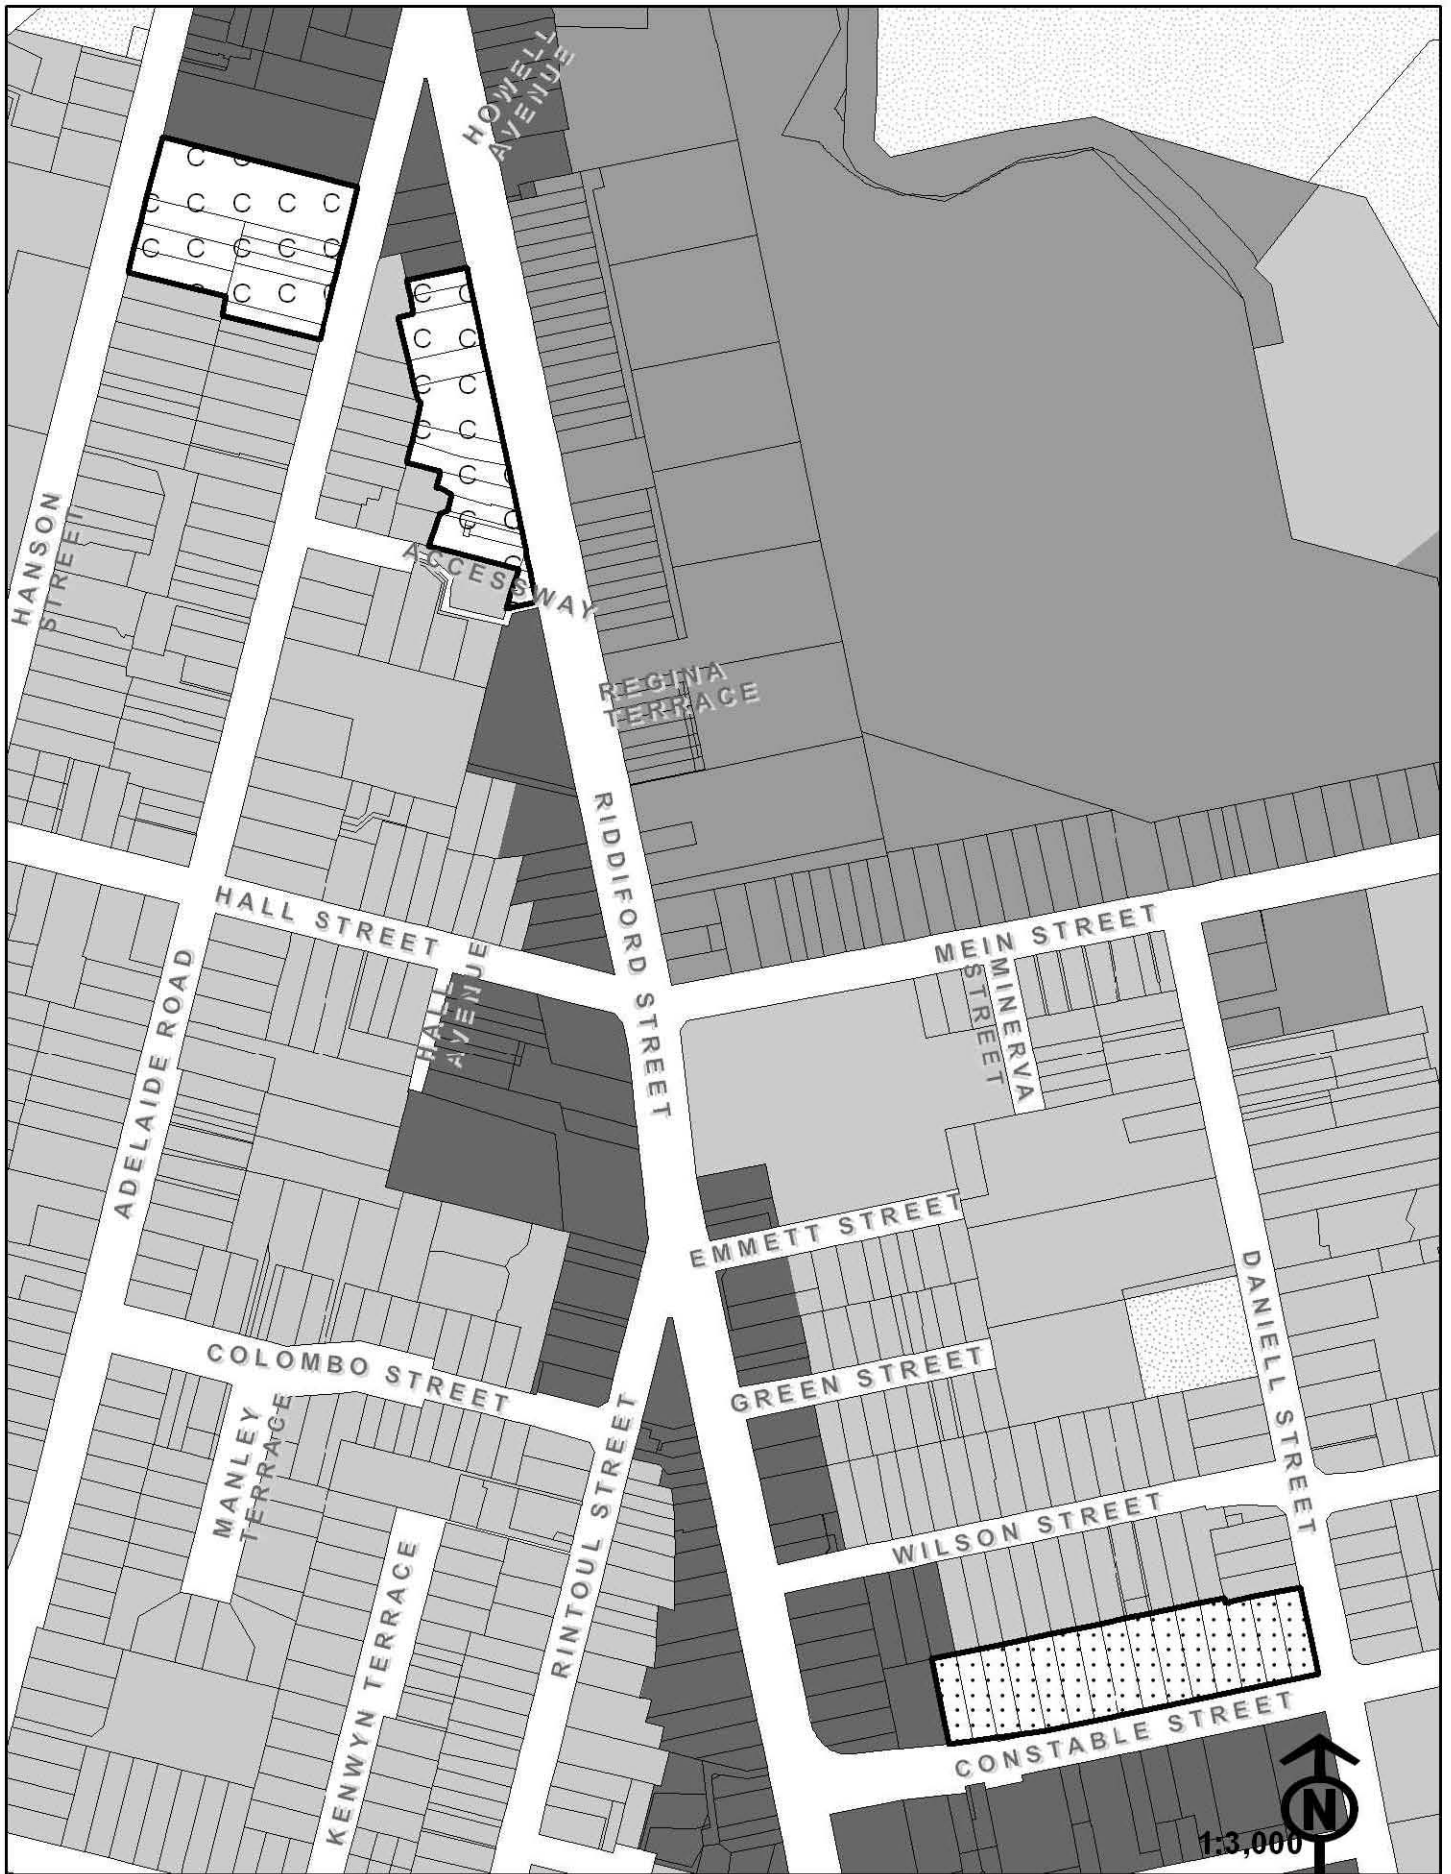 HOWELL
AVENUE
C C
C C C C C
C C C C C
C C C
C C
C C
C C
C C
C C
C C
C
HANSON
STREET
ACCESSWAY
REGINA
TERRACE
RIDDIFORD STREET
HALL STREET
HALL
AVENUE
MEIN STREET
MINERVA
STREET
ADELAIDE ROAD
EMMETT STREET
DANIELL STREET
COLOMBO STREET
GREEN STREET
MANLEY
TERRACE
RINTOUL STREET
WILSON STREET
KENWYN TERRACE
CONSTABLE STREET
N
1:3,000